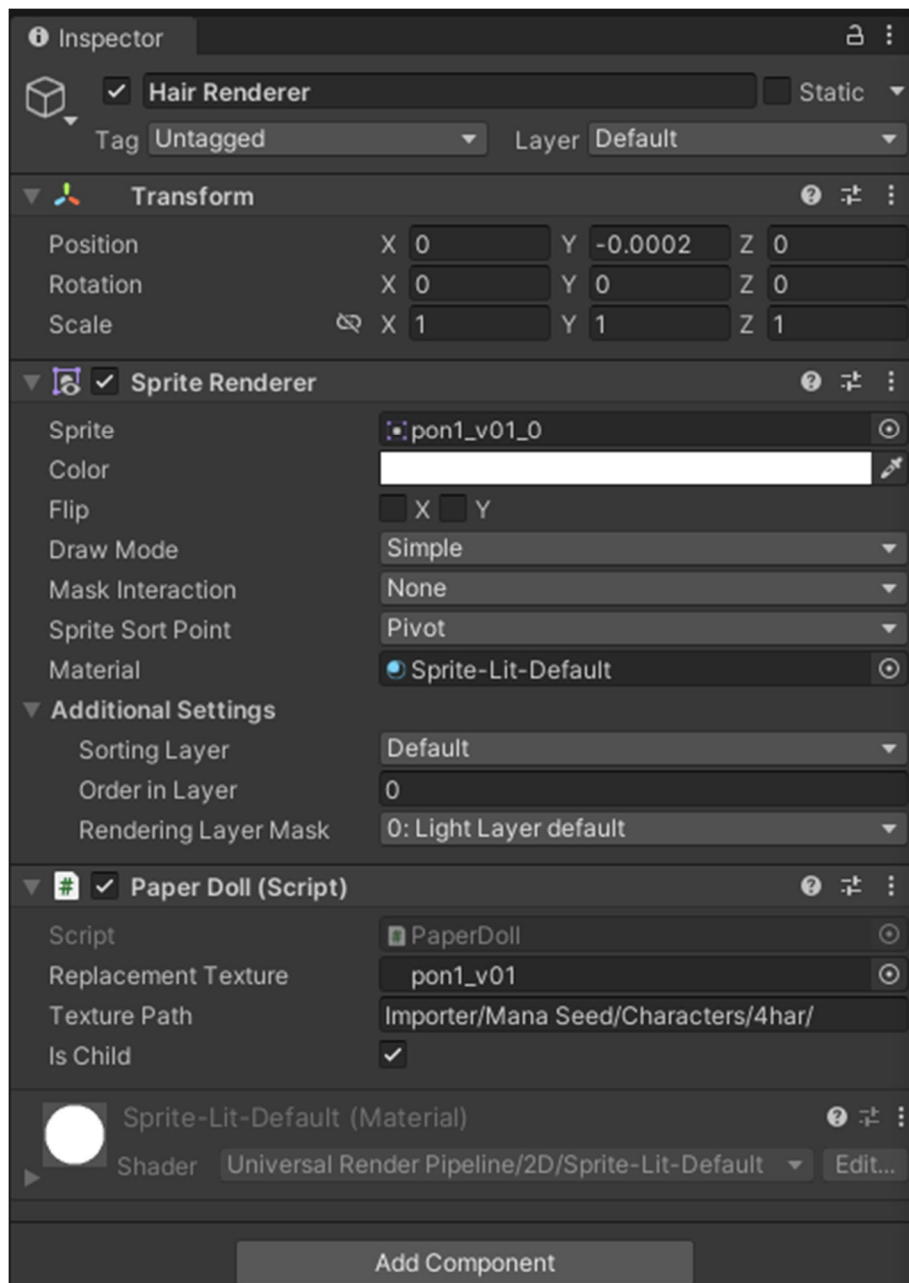 Inspector
Hair Renderer Static
Tag Untagged Layer Default
Transform
Position X 0 Y -0.0002 Z 0
Rotation X 0 Y 0 Z 0
Scale X 1 Y 1 Z 1
Sprite Renderer
Sprite pon1_v01_0
Color
Flip X Y
Draw Mode Simple
Mask Interaction None
Sprite Sort Point Pivot
Material Sprite-Lit-Default
Additional Settings
Sorting Layer Default
Order in Layer 0
Rendering Layer Mask 0: Light Layer default
# Paper Doll (Script)
Script PaperDoll
Replacement Texture pon1_v01
Texture Path Importer/Mana Seed/Characters/4har/
Is Child
Sprite-Lit-Default (Material)
Shader Universal Render Pipeline/2D/Sprite-Lit-Default Edit...
Add Component